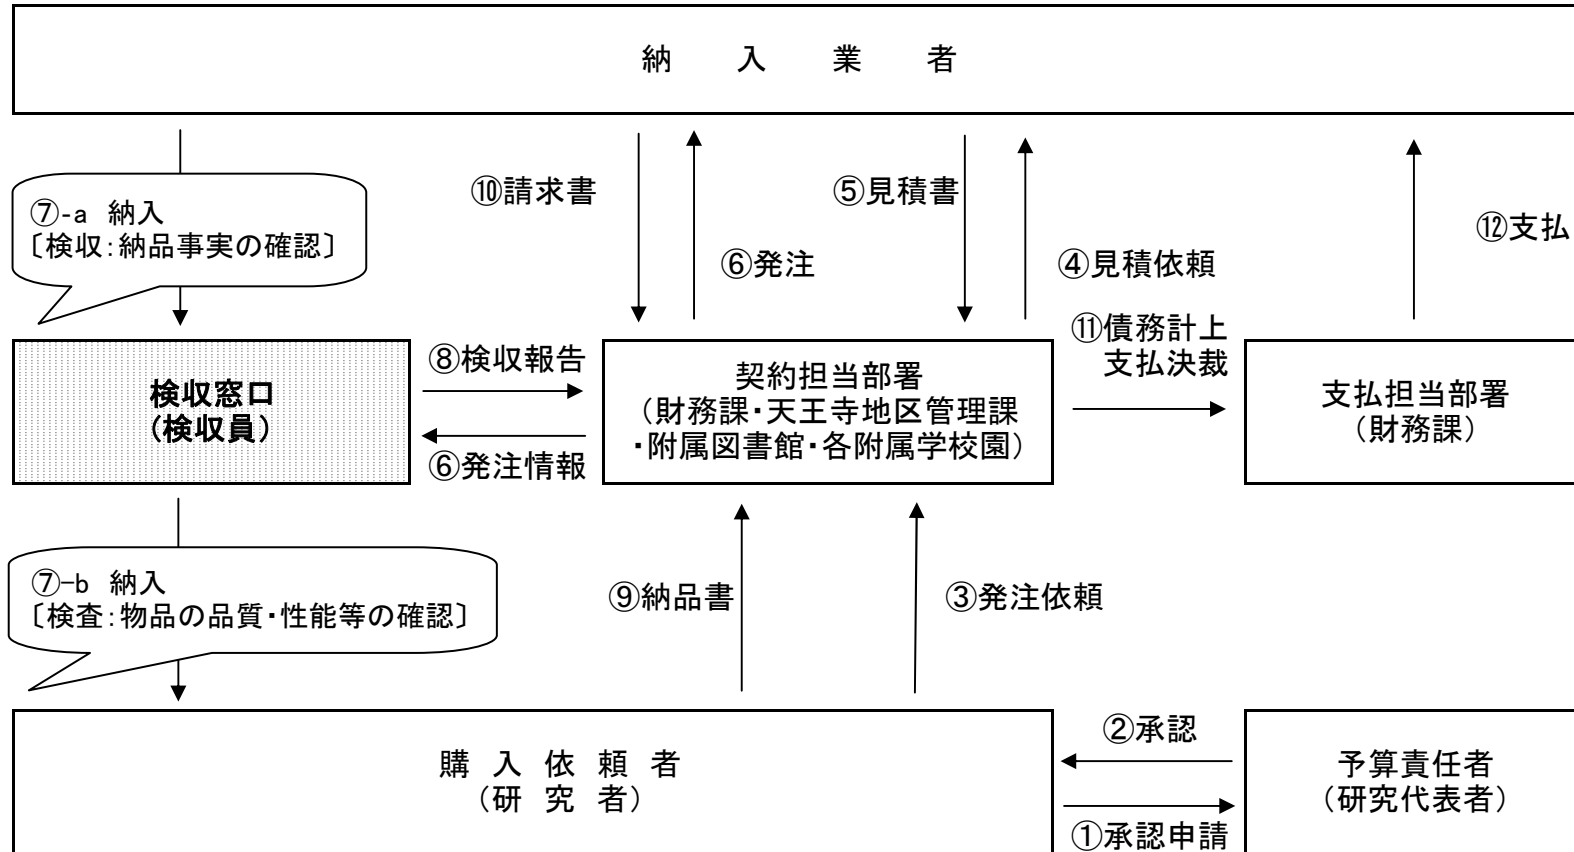 納入業者
⑦-a 納入
〔検収:納品事実の確認〕
⑩請求書
⑥発注
⑤見積書
④見積依頼
⑫支払
検収窓口
(検収員)
⑧検収報告
⑥発注情報
契約担当部署
(財務課・天王寺地区管理課
・附属図書館・各附属学校園)
⑪債務計上
支払決裁
支払担当部署
(財務課)
⑦-b 納入
〔検査:物品の品質・性能等の確認〕
⑨納品書
③発注依頼
購入依頼者
(研究者)
②承認
①承認申請
予算責任者
(研究代表者)